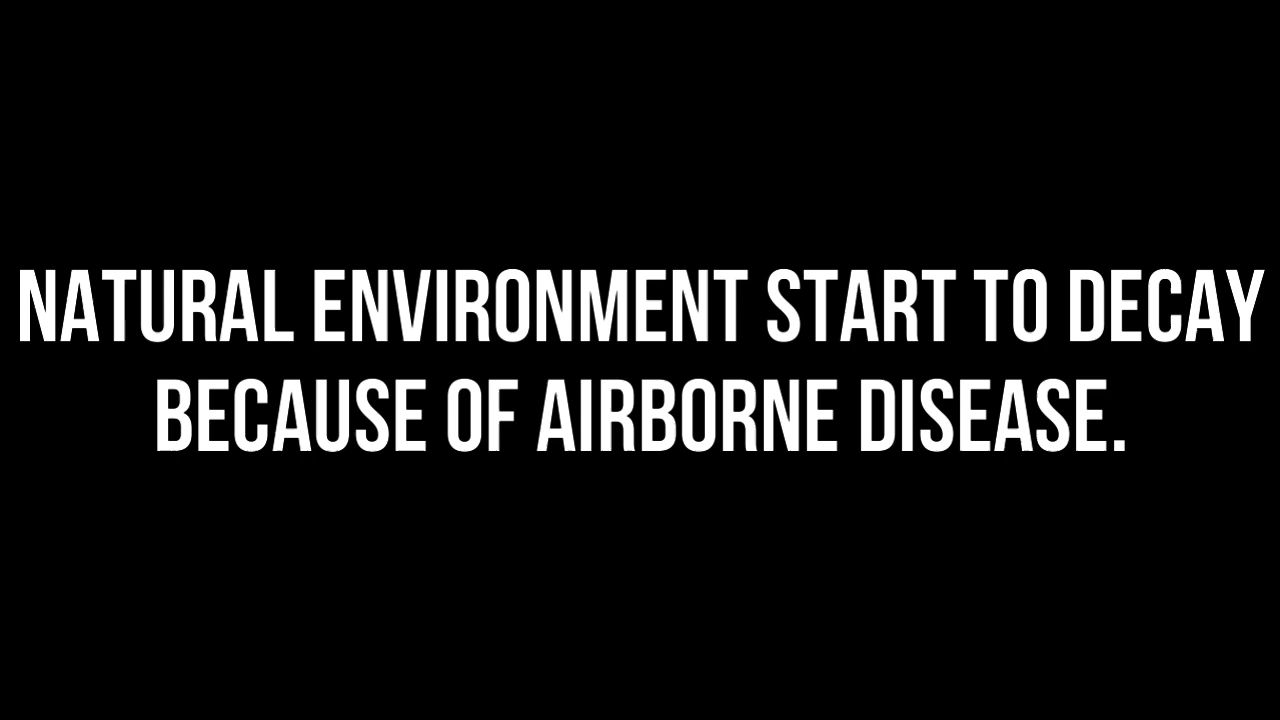 NATURAL ENVIRONMENT START TO DECAY
BECAUSE OF AIRBORNE DISEASE.